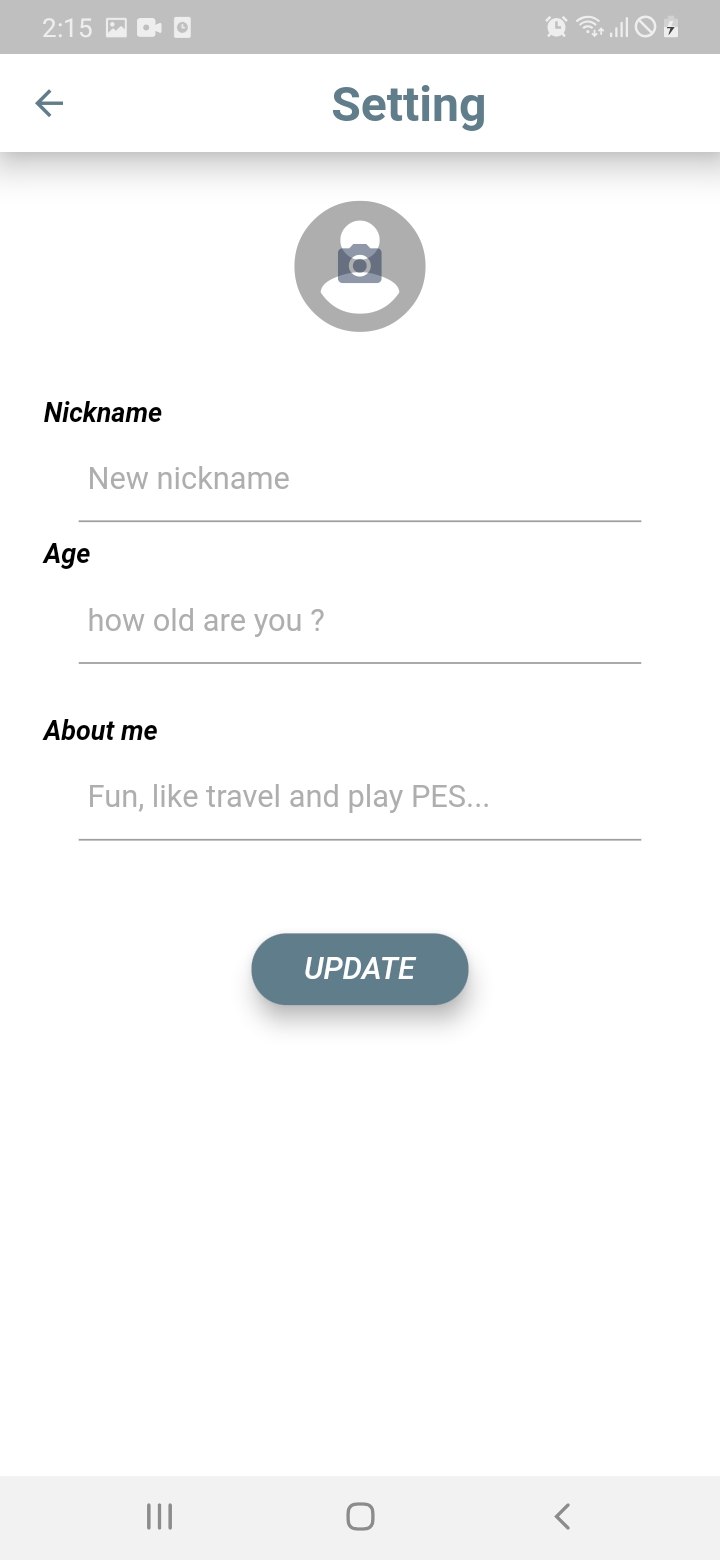 2:15
Setting
Nickname
New nickname
Age
how old are you ?
About me
Fun, like travel and play PES...
UPDATE